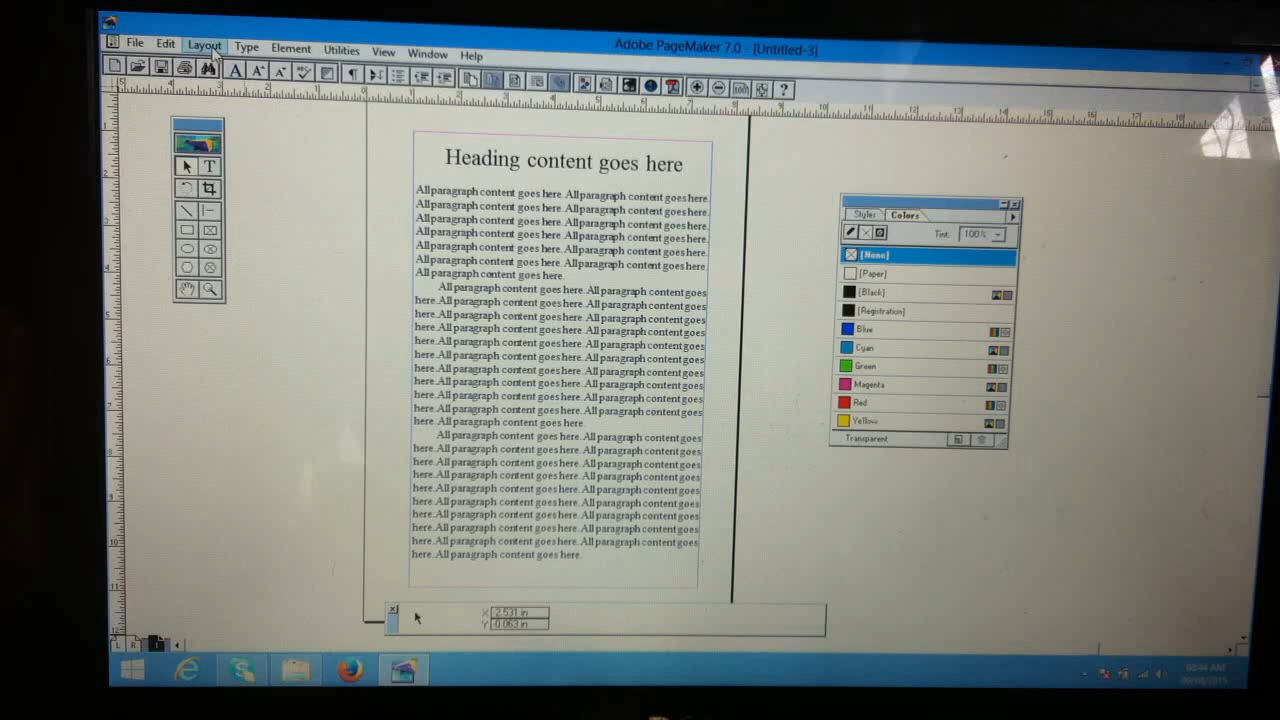 Adobe PageMaker 7.0 - [Untitled-3]
File Edit Layout Type Element Utilities View Window Help
Heading content goes here
All paragraph content goes here. All paragraph content goes here.
All paragraph content goes here. All paragraph content goes here.
All paragraph content goes here. All paragraph content goes here.
All paragraph content goes here. All paragraph content goes here.
All paragraph content goes here. All paragraph content goes here.
All paragraph content goes here. All paragraph content goes here.
All paragraph content goes here.
All paragraph content goes here. All paragraph content goes
here. All paragraph content goes here. All paragraph content goes
here. All paragraph content goes here. All paragraph content goes
here. All paragraph content goes here. All paragraph content goes
here. All paragraph content goes here. All paragraph content goes
here. All paragraph content goes here. All paragraph content goes
here. All paragraph content goes here. All paragraph content goes
here. All paragraph content goes here. All paragraph content goes
here. All paragraph content goes here. All paragraph content goes
here. All paragraph content goes here. All paragraph content goes
here. All paragraph content goes here.
All paragraph content goes here. All paragraph content goes
here. All paragraph content goes here. All paragraph content goes
here. All paragraph content goes here. All paragraph content goes
here. All paragraph content goes here. All paragraph content goes
here. All paragraph content goes here. All paragraph content goes
here. All paragraph content goes here. All paragraph content goes
here. All paragraph content goes here. All paragraph content goes
here. All paragraph content goes here. All paragraph content goes
here. All paragraph content goes here. All paragraph content goes
here. All paragraph content goes here.
Styles Colors
Tint: 100%
[None]
[Paper]
[Black]
[Registration]
Blue
Cyan
Green
Magenta
Red
Yellow
Transparent
X -2.531 in
Y -0.063 in
L R 1
08:44 AM